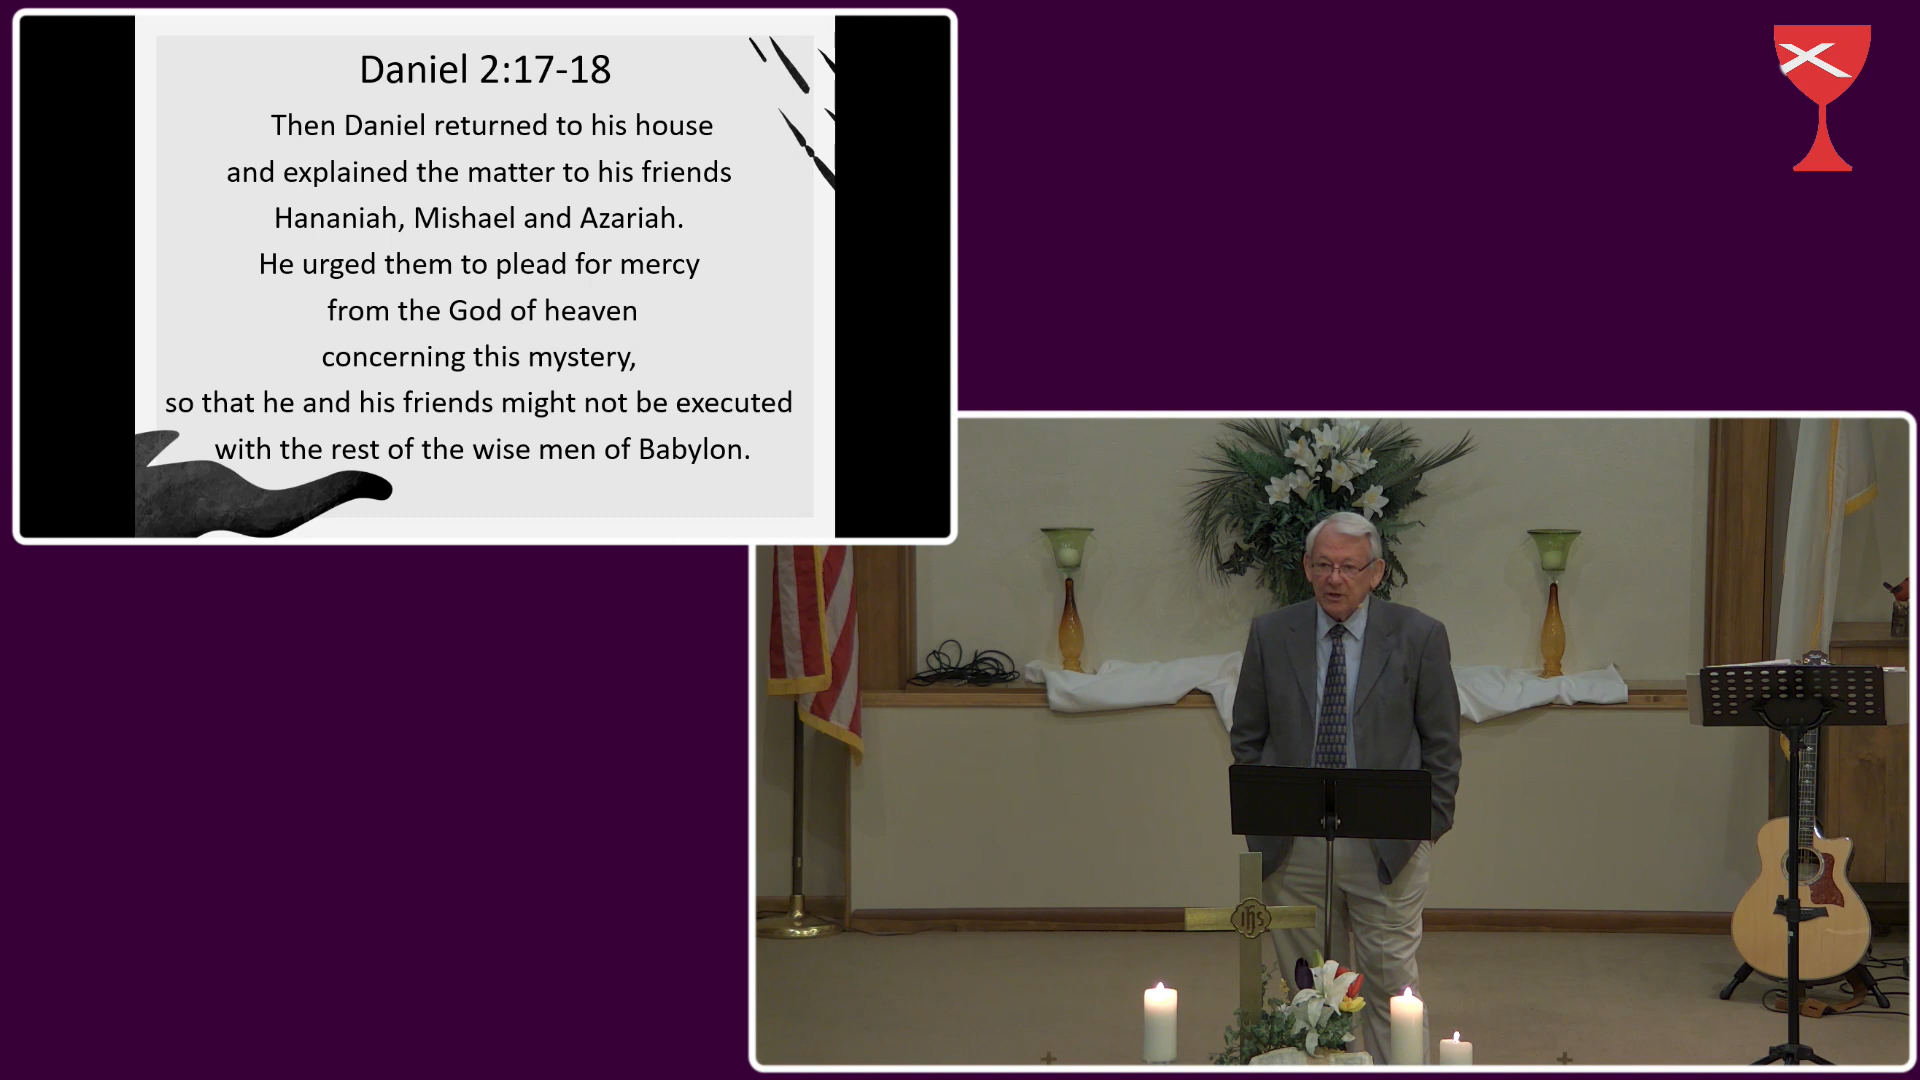 Daniel 2:17-18
Then Daniel returned to his house
and explained the matter to his friends
Hananiah, Mishael and Azariah.
He urged them to plead for mercy
from the God of heaven
concerning this mystery,
so that he and his friends might not be executed
with the rest of the wise men of Babylon.
ihs